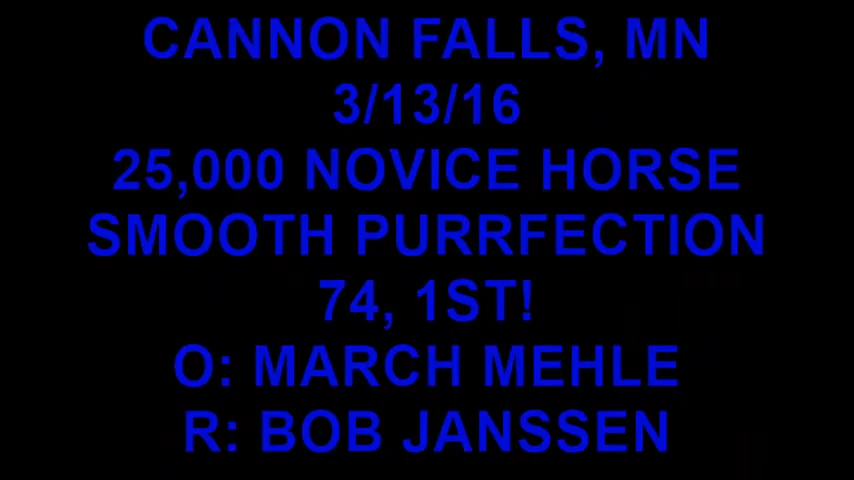 CANNON FALLS, MN
3/13/16
25,000 NOVICE HORSE
SMOOTH PURRFECTION
74, 1ST!
O: MARCH MEHLE
R: BOB JANSSEN